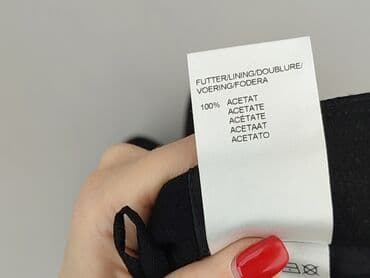 FUTTER/LINING/DOUBLURE/
VOERING/FODERA
100% ACETAT
ACETATE
ACÉTATE
ACETAAT
ACETATO